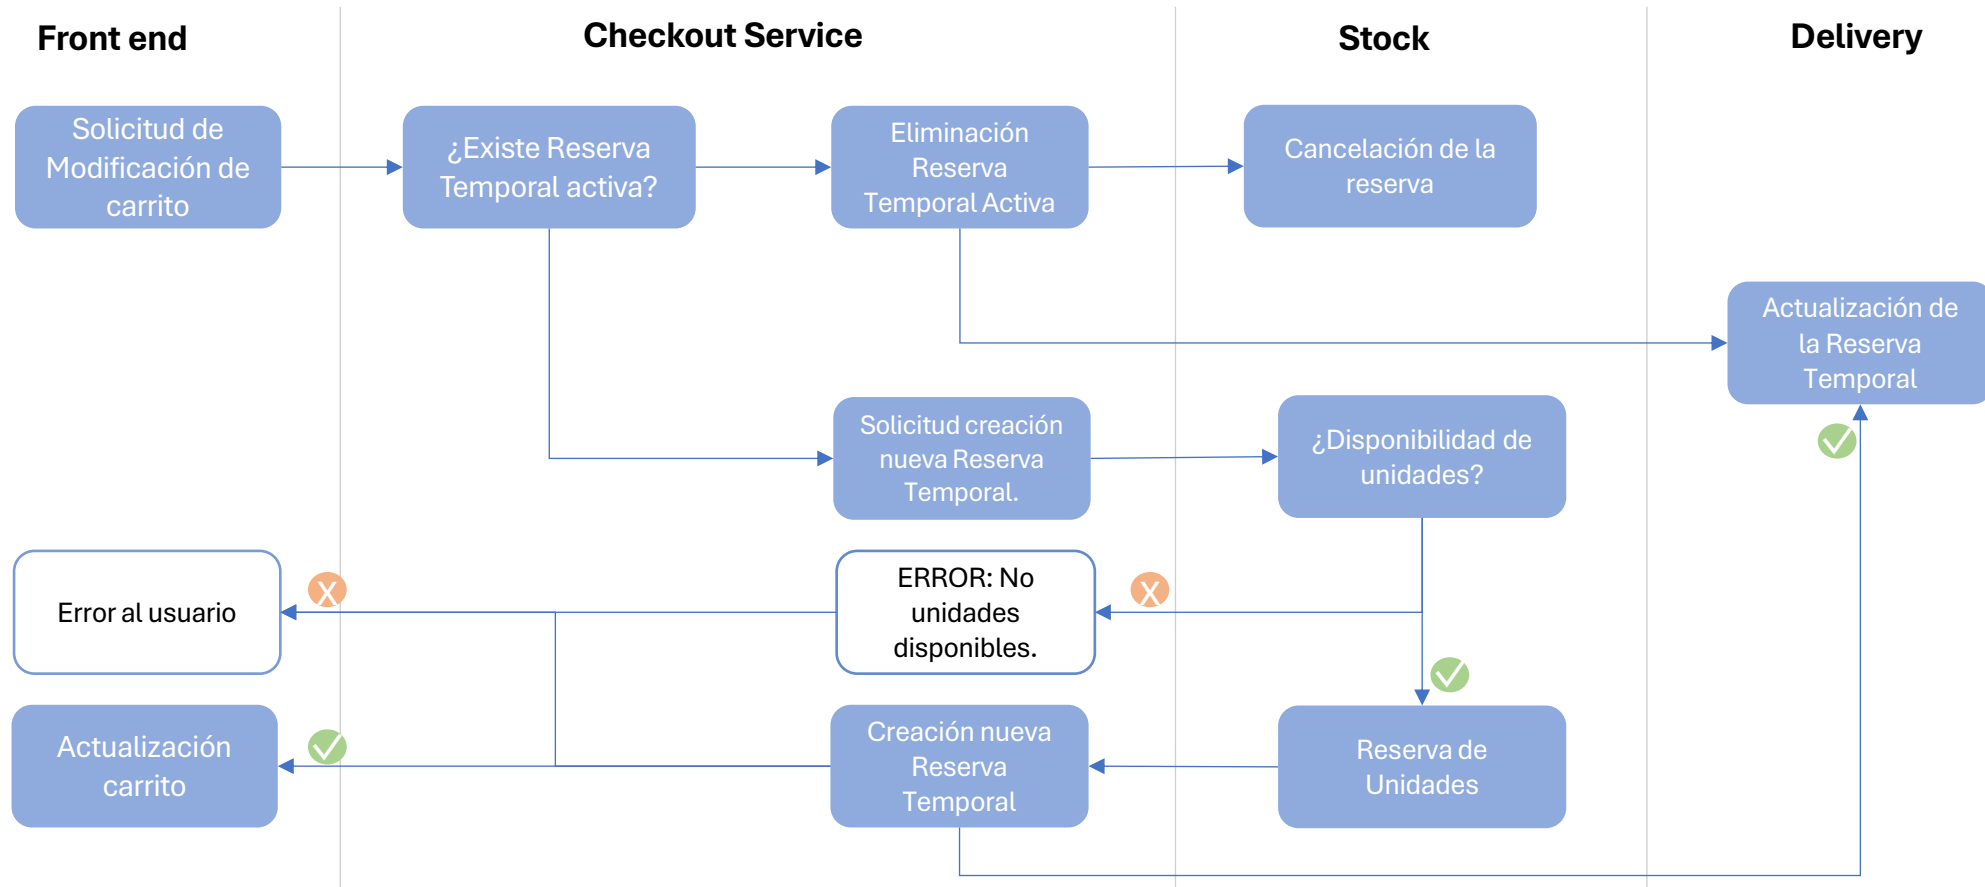 Front end
Checkout Service
Stock
Delivery
Solicitud de
Modificación de
carrito
¿Existe Reserva
Temporal activa?
Eliminación
Reserva
Temporal Activa
Cancelación de la
reserva
Actualización de
la Reserva
Temporal
Solicitud creación
nueva Reserva
Temporal.
¿Disponibilidad de
unidades?
Error al usuario
X
ERROR: No
unidades
disponibles.
X
Actualización
carrito
Creación nueva
Reserva
Temporal
Reserva de
Unidades